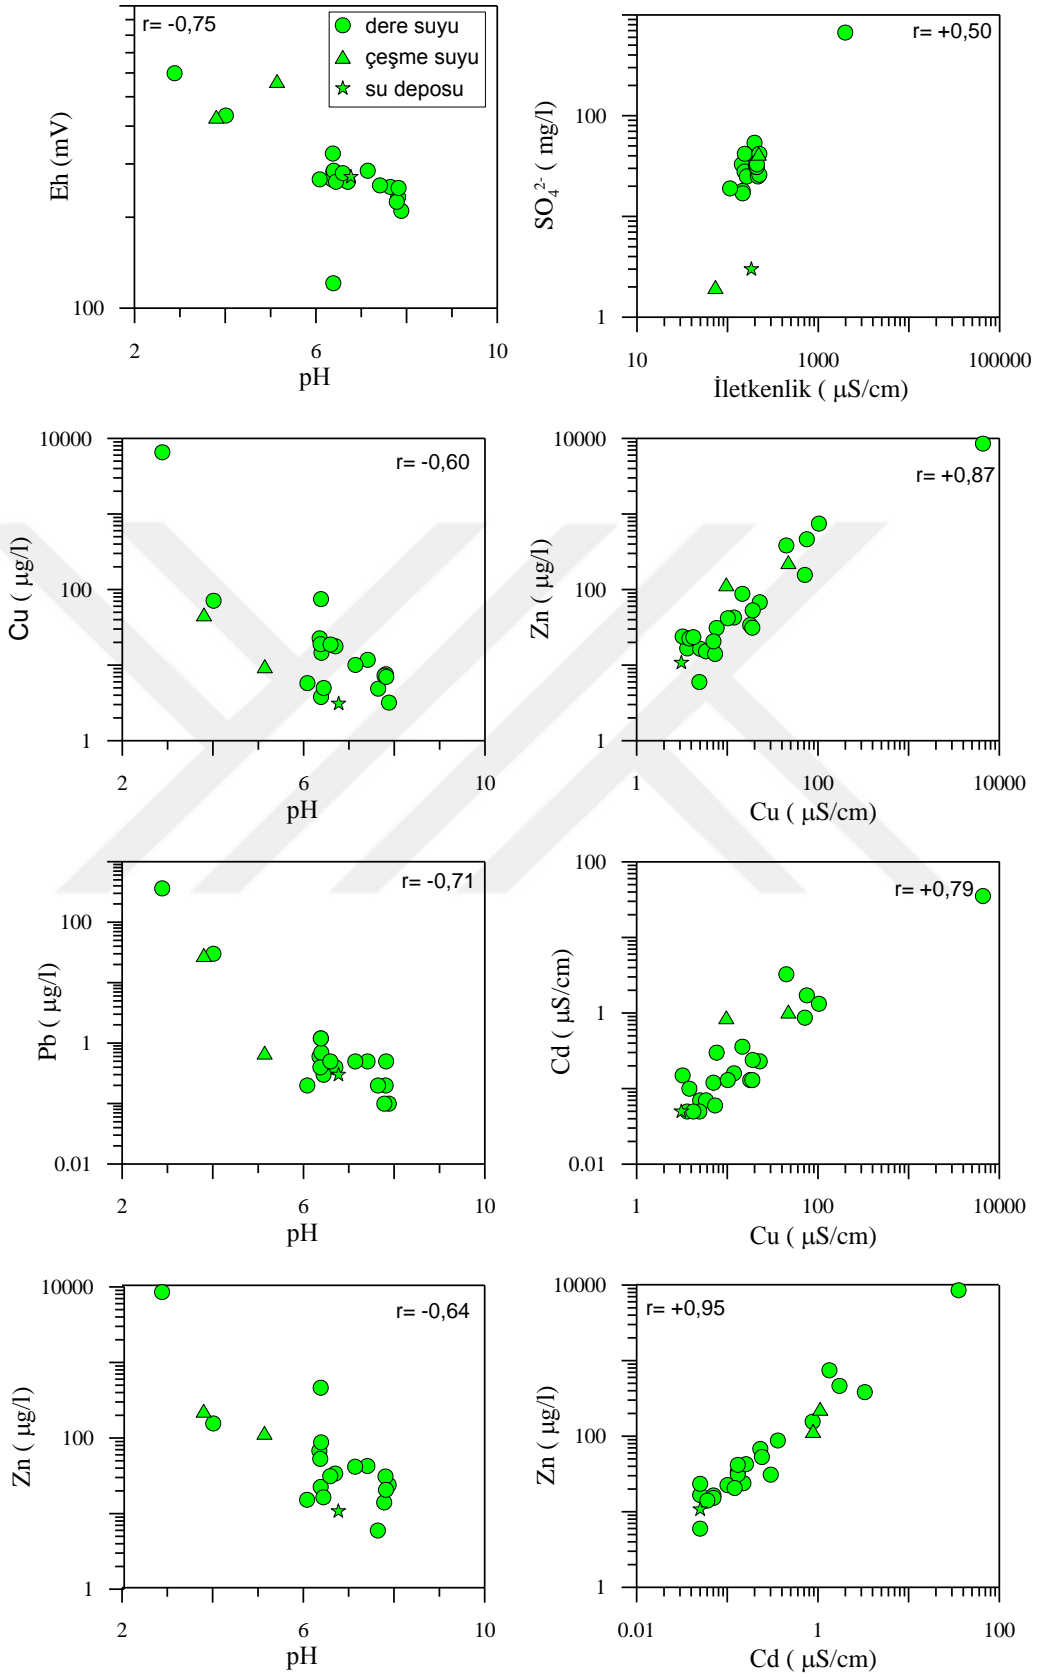 r= -0,75
dere suyu
çeşme suyu
su deposu
Eh (mV)
100
2 6 10
pH
r= +0,50
SO₄²⁻ ( mg/l)
100
1
10 1000 100000
İletkenlik ( µS/cm)
r= -0,60
Cu ( µg/l)
10000
100
1
2 6 10
pH
r= +0,87
Zn ( µg/l)
10000
100
1
1 100 10000
Cu ( µS/cm)
r= -0,71
Pb ( µg/l)
100
1
0.01
2 6 10
pH
r= +0,79
Cd ( µS/cm)
100
1
0.01
1 100 10000
Cu ( µS/cm)
r= -0,64
Zn ( µg/l)
10000
100
1
2 6 10
pH
r= +0,95
Zn ( µg/l)
10000
100
1
0.01 1 100
Cd ( µS/cm)